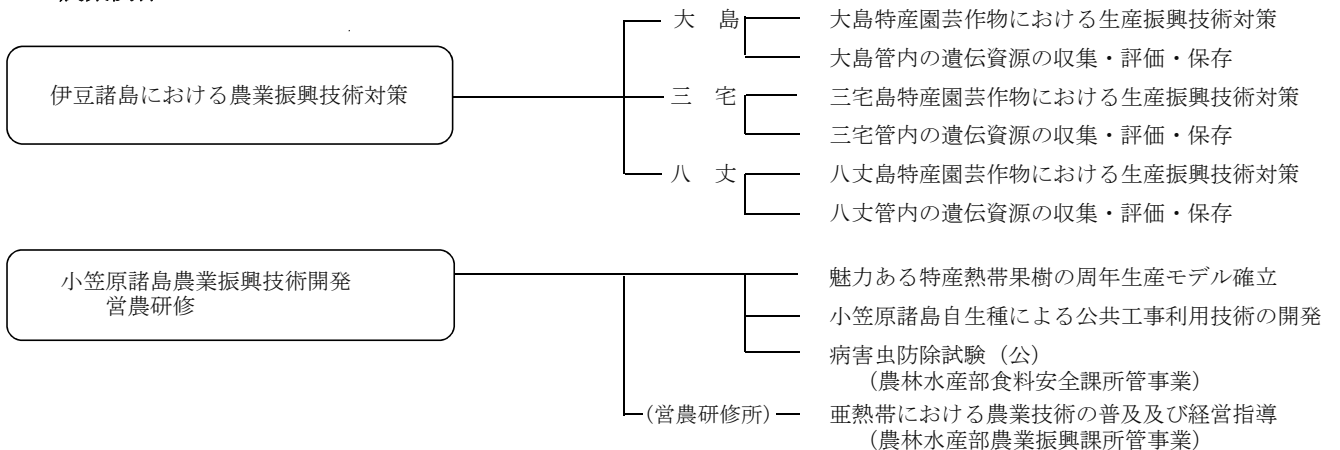 大 島
大島特産園芸作物における生産振興技術対策
大島管内の遺伝資源の収集・評価・保存
伊豆諸島における農業振興技術対策
三 宅
三宅島特産園芸作物における生産振興技術対策
三宅管内の遺伝資源の収集・評価・保存
八 丈
八丈島特産園芸作物における生産振興技術対策
八丈管内の遺伝資源の収集・評価・保存
小笠原諸島農業振興技術開発
営農研修
魅力ある特産熱帯果樹の周年生産モデル確立
小笠原諸島自生種による公共工事利用技術の開発
病害虫防除試験（公）
（農林水産部食料安全課所管事業）
（営農研修所）
亜熱帯における農業技術の普及及び経営指導
（農林水産部農業振興課所管事業）